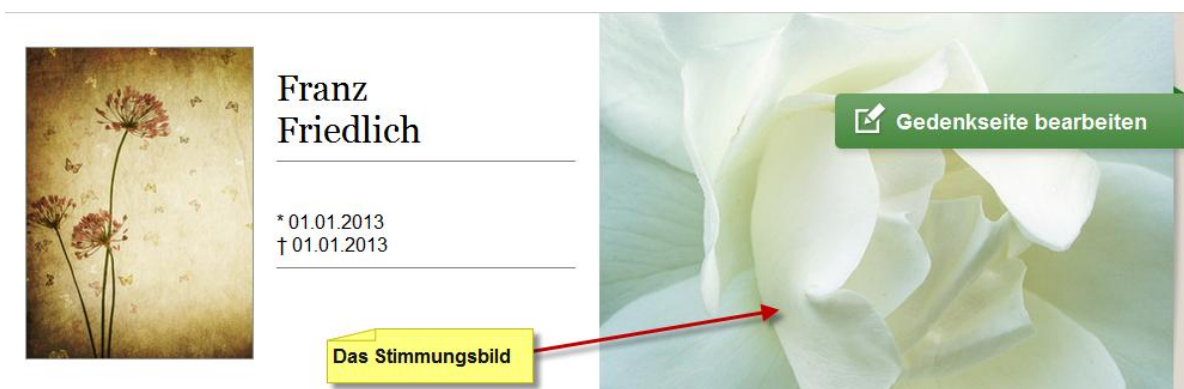 Franz
Friedlich
* 01.01.2013
† 01.01.2013
Gedenkseite bearbeiten
Das Stimmungsbild